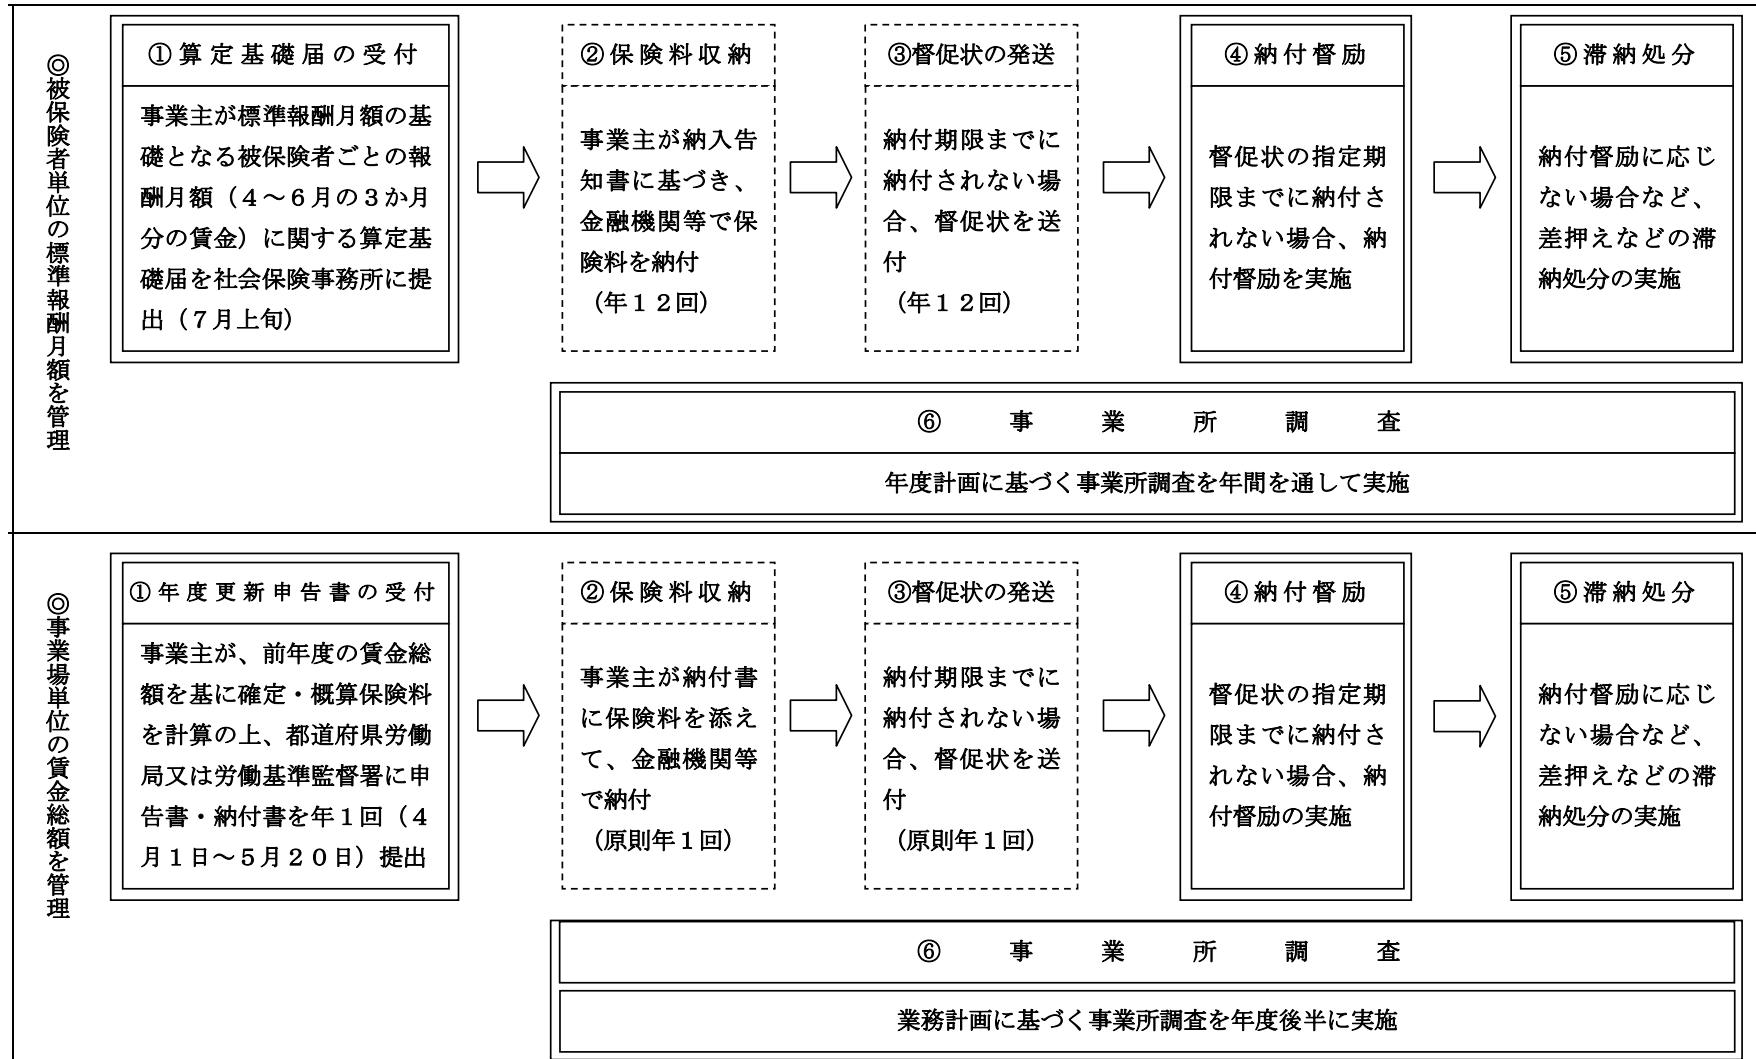 ◎被保険者単位の標準報酬月額を管理
①算定基礎届の受付
事業主が標準報酬月額の基
礎となる被保険者ごとの報
酬月額（４～６月の３か月
分の賃金）に関する算定基
礎届を社会保険事務所に提
出（７月上旬）
②保険料収納
事業主が納入告
知書に基づき、
金融機関等で保
険料を納付
（年１２回）
③督促状の発送
納付期限までに
納付されない場
合、督促状を送
付
（年１２回）
④納付督励
督促状の指定期
限までに納付さ
れない場合、納
付督励を実施
⑤滞納処分
納付督励に応じ
ない場合など、
差押えなどの滞
納処分の実施
⑥事業所調査
年度計画に基づく事業所調査を年間を通して実施
◎事業場単位の賃金総額を管理
①年度更新申告書の受付
事業主が、前年度の賃金総
額を基に確定・概算保険料
を計算の上、都道府県労働
局又は労働基準監督署に申
告書・納付書を年１回（４
月１日～５月２０日）提出
②保険料収納
事業主が納付書
に保険料を添え
て、金融機関等
で納付
（原則年１回）
③督促状の発送
納付期限までに
納付されない場
合、督促状を送
付
（原則年１回）
④納付督励
督促状の指定期
限までに納付さ
れない場合、納
付督励の実施
⑤滞納処分
納付督励に応じ
ない場合など、
差押えなどの滞
納処分の実施
⑥事業所調査
業務計画に基づく事業所調査を年度後半に実施